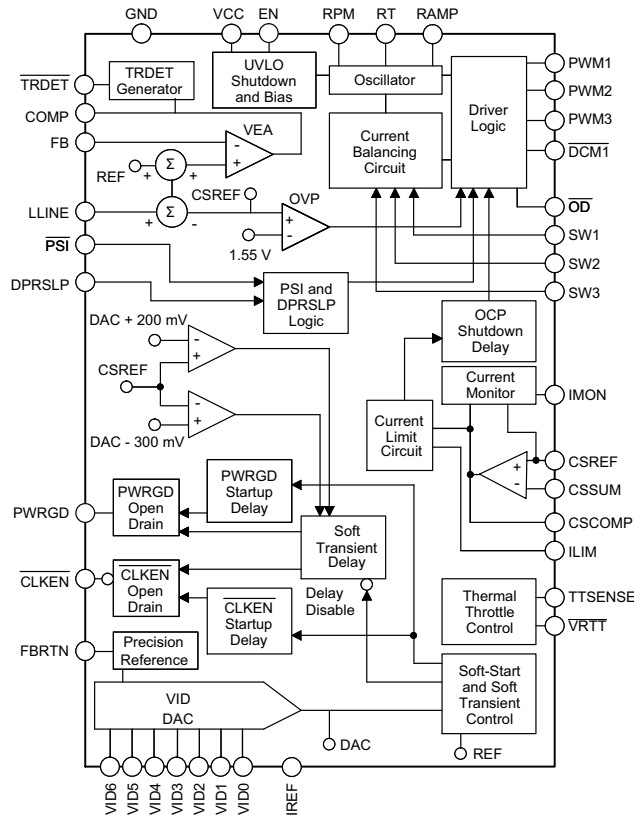 GND
VCC
EN
RPM
RT
RAMP
TRDET
TRDET
Generator
UVLO
Shutdown
and Bias
Oscillator
Driver
Logic
PWM1
PWM2
PWM3
DCM1
OD
SW1
SW2
SW3
COMP
FB
VEA
-
+
REF
+
Σ
+
Current
Balancing
Circuit
LLINE
+
Σ
-
CSREF
OVP
+
-
1.55 V
PSI
DPRSLP
PSI and
DPRSLP
Logic
DAC + 200 mV
-
+
CSREF
-
+
DAC - 300 mV
OCP
Shutdown
Delay
Current
Monitor
IMON
Current
Limit
Circuit
+
-
CSREF
CSSUM
CSCOMP
ILIM
PWRGD
PWRGD
Open
Drain
PWRGD
Startup
Delay
Soft
Transient
Delay
CLKEN
CLKEN
Open
Drain
CLKEN
Startup
Delay
Delay
Disable
Thermal
Throttle
Control
TTSENSE
VRTT
FBRTN
Precision
Reference
VID
DAC
Soft-Start
and Soft
Transient
Control
DAC
REF
VID6
VID5
VID4
VID3
VID2
VID1
VID0
IREF